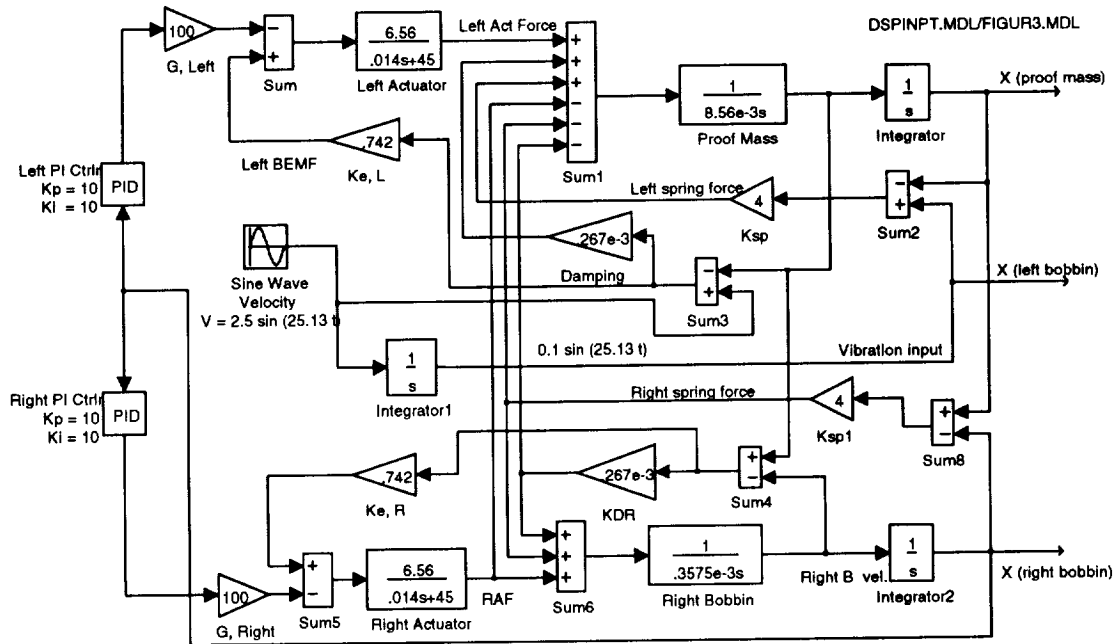 DSPINPT.MDL/FIGUR3.MDL
100
G, Left
−
+
Sum
6.56
.014s+45
Left Actuator
Left Act Force
+
+
+
−
−
−
Sum1
1
8.56e-3s
Proof Mass
1
s
Integrator
X (proof mass)
Left BEMF
.742
Ke, L
Left PI Ctrlr
Kp = 10
Ki = 10
PID
Left spring force
4
Ksp
−
+
Sum2
.267e-3
Damping
−
+
Sum3
X (left bobbin)
Sine Wave
Velocity
V = 2.5 sin (25.13 t)
1
s
Integrator1
0.1 sin (25.13 t)
Vibration input
Right PI Ctrlr
Kp = 10
Ki = 10
PID
Right spring force
4
Ksp1
+
−
Sum8
.742
Ke, R
.267e-3
KDR
+
−
Sum4
100
G, Right
+
−
Sum5
6.56
.014s+45
Right Actuator
RAF
+
+
+
Sum6
1
.3575e-3s
Right Bobbin
Right B vel.
1
s
Integrator2
X (right bobbin)